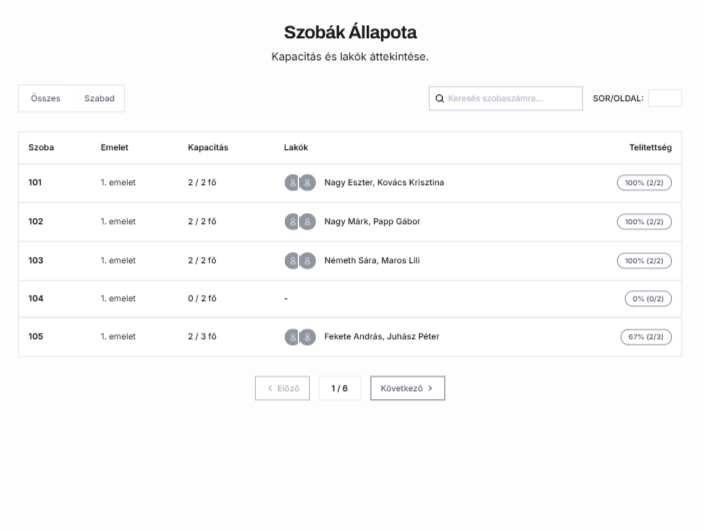 Szobák Állapota
Kapacitás és lakók áttekintése.
Összes Szabad Keresés szobaszámra... SOR/OLDAL:
Szoba Emelet Kapacitás Lakók Telítettség
101 1. emelet 2 / 2 fő Nagy Eszter, Kovács Krisztina 100% (2/2)
102 1. emelet 2 / 2 fő Nagy Márk, Papp Gábor 100% (2/2)
103 1. emelet 2 / 2 fő Németh Sára, Maros Lili 100% (2/2)
104 1. emelet 0 / 2 fő - 0% (0/2)
105 1. emelet 2 / 3 fő Fekete András, Juhász Péter 67% (2/3)
Előző 1 / 6 Következő